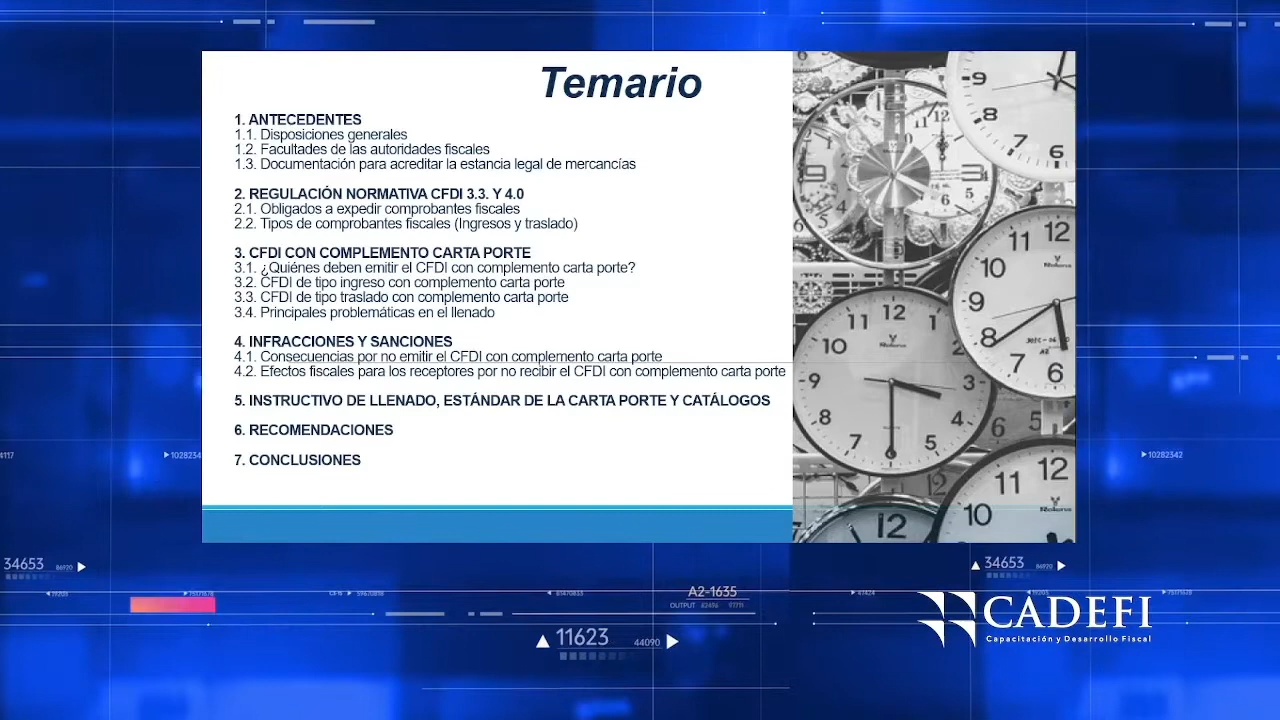 Temario
1. ANTECEDENTES
1.1. Disposiciones generales
1.2. Facultades de las autoridades fiscales
1.3. Documentación para acreditar la estancia legal de mercancías
2. REGULACIÓN NORMATIVA CFDI 3.3. Y 4.0
2.1. Obligados a expedir comprobantes fiscales
2.2. Tipos de comprobantes fiscales (Ingresos y traslado)
3. CFDI CON COMPLEMENTO CARTA PORTE
3.1. ¿Quiénes deben emitir el CFDI con complemento carta porte?
3.2. CFDI de tipo ingreso con complemento carta porte
3.3. CFDI de tipo traslado con complemento carta porte
3.4. Principales problemáticas en el llenado
4. INFRACCIONES Y SANCIONES
4.1. Consecuencias por no emitir el CFDI con complemento carta porte
4.2. Efectos fiscales para los receptores por no recibir el CFDI con complemento carta porte
5. INSTRUCTIVO DE LLENADO, ESTÁNDAR DE LA CARTA PORTE Y CATÁLOGOS
6. RECOMENDACIONES
7. CONCLUSIONES
10282342
34653
34653
A2-1635
OUTPUT
11623
44090
CADEFI
Capacitación y Desarrollo Fiscal